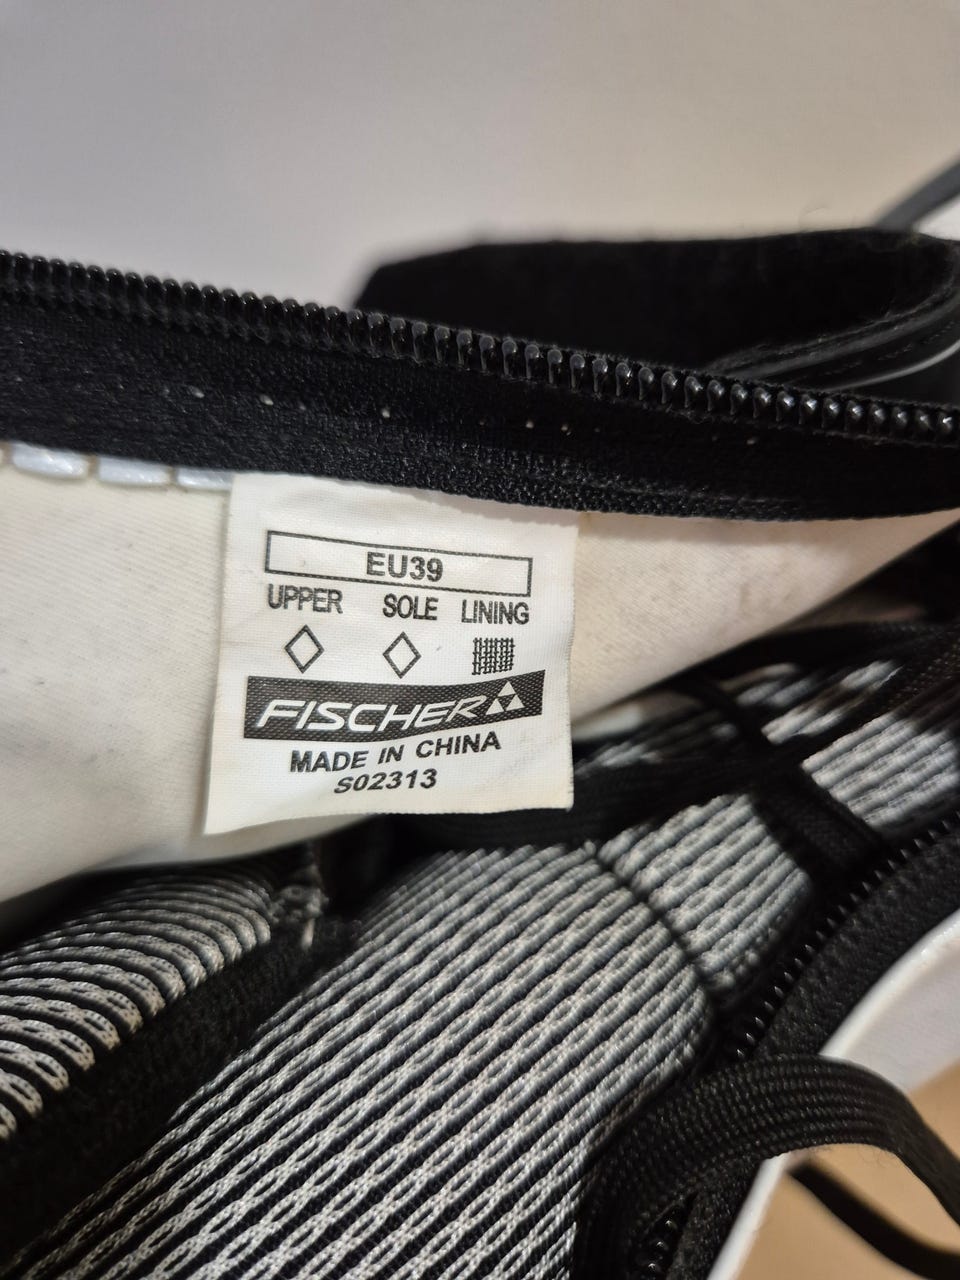 EU39
UPPER SOLE LINING
FISCHER
MADE IN CHINA
S02313